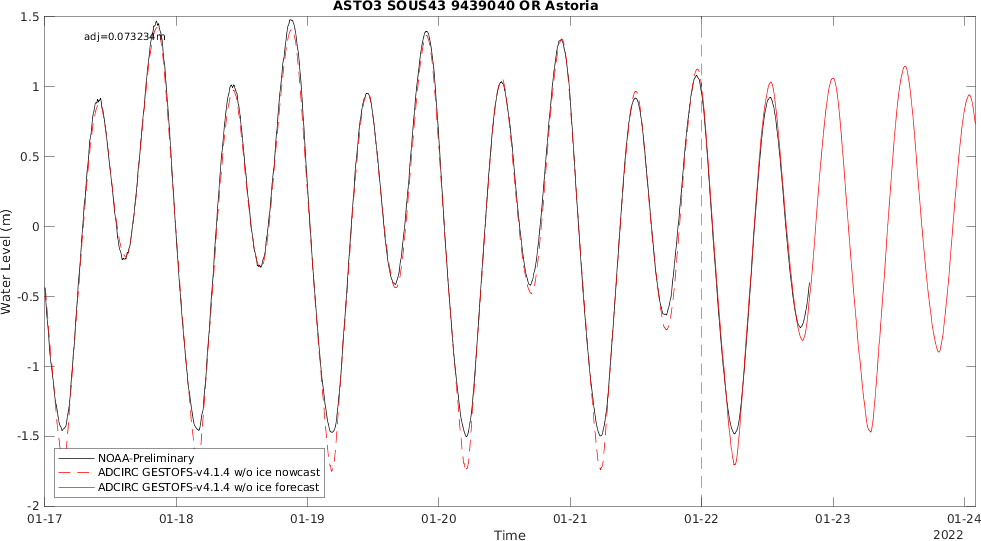 ASTO3 SOUS43 9439040 OR Astoria
adj=0.073234m
Water Level (m)
1.5
1
0.5
0
-0.5
-1
-1.5
-2
NOAA-Preliminary
ADCIRC GESTOFS-v4.1.4 w/o ice nowcast
ADCIRC GESTOFS-v4.1.4 w/o ice forecast
01-17 01-18 01-19 01-20 01-21 01-22 01-23 01-24
Time
2022